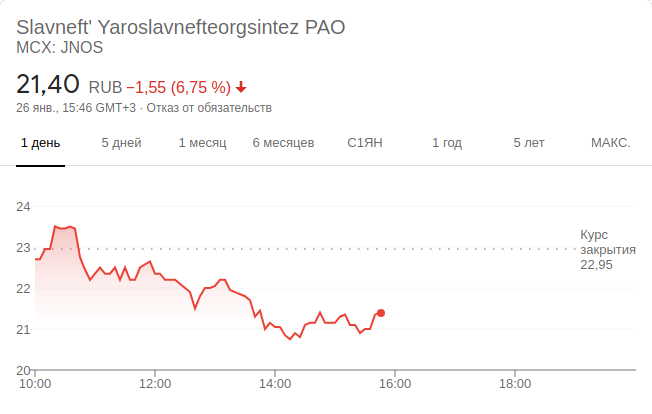 Slavneft' Yaroslavnefteorgsintez PAO
MCX: JNOS
21,40 RUB −1,55 (6,75 %)
26 янв., 15:46 GMT+3 · Отказ от обязательств
1 день 5 дней 1 месяц 6 месяцев С1ЯН 1 год 5 лет МАКС.
24
23
22
21
20
Курс
закрытия
22,95
10:00 12:00 14:00 16:00 18:00